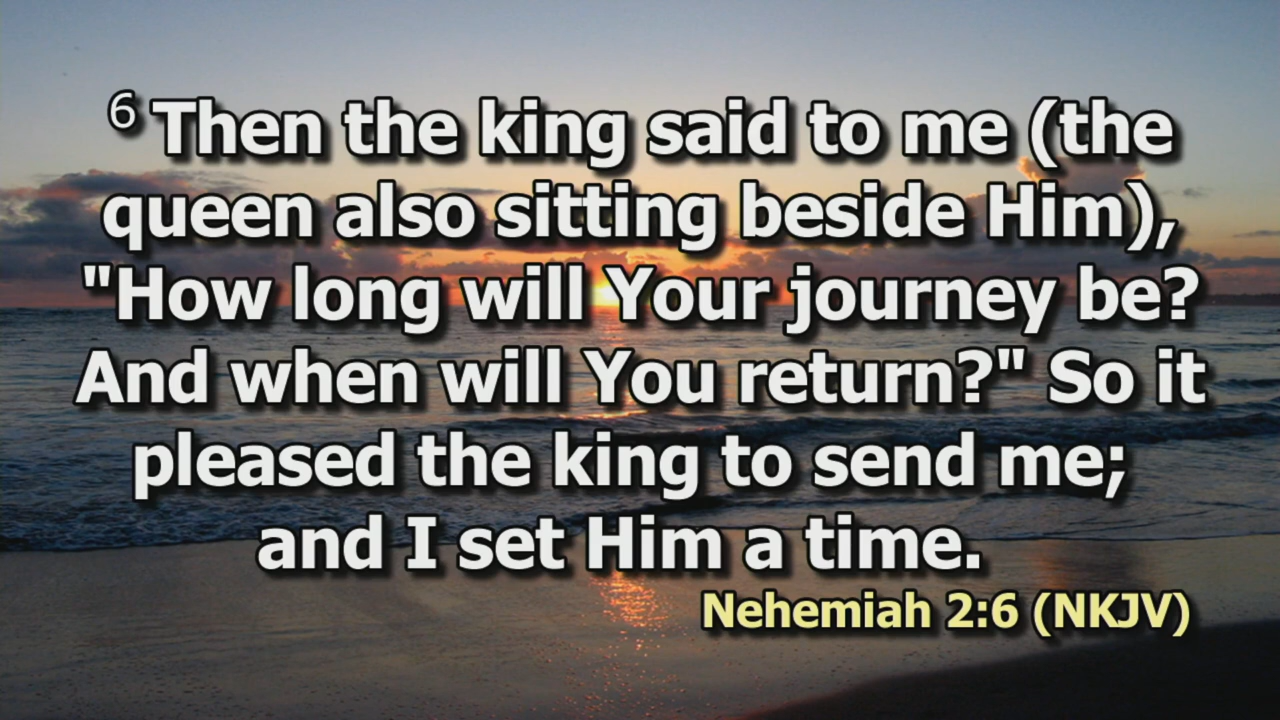 6 Then the king said to me (the
queen also sitting beside Him),
"How long will Your journey be?
And when will You return?" So it
pleased the king to send me;
and I set Him a time.
Nehemiah 2:6 (NKJV)